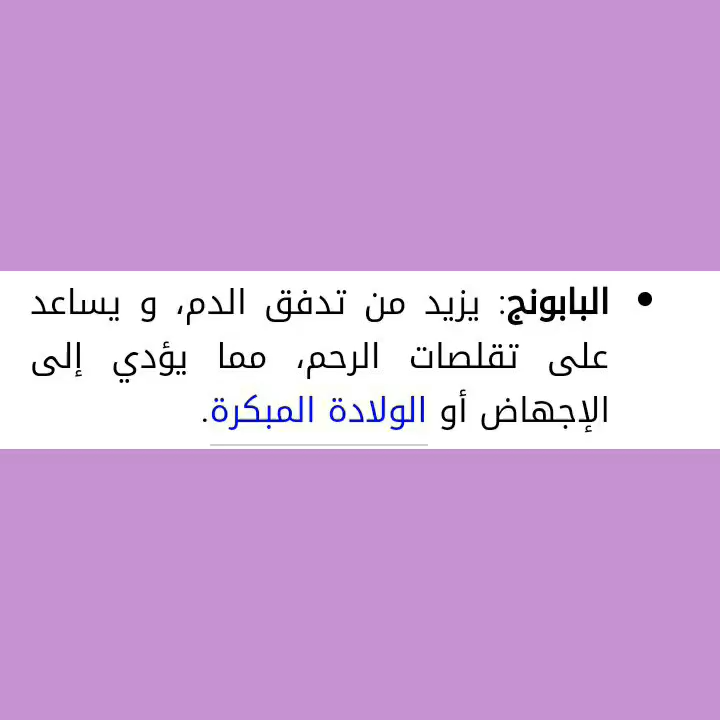 • البابونج: يزيد من تدفق الدم، و يساعد
على تقلصات الرحم، مما يؤدي إلى
الإجهاض أو الولادة المبكرة.